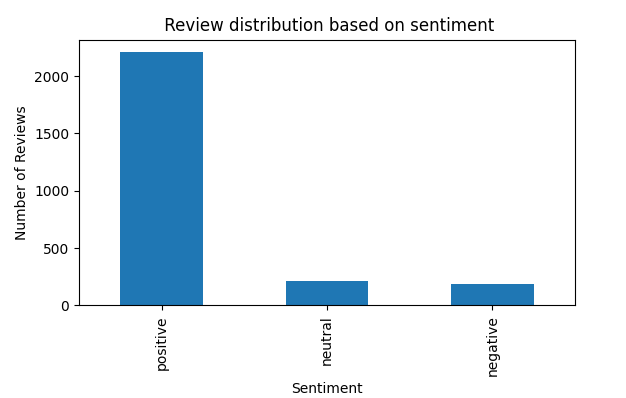 Review distribution based on sentiment
Number of Reviews
2000
1500
1000
500
0
positive
neutral
negative
Sentiment